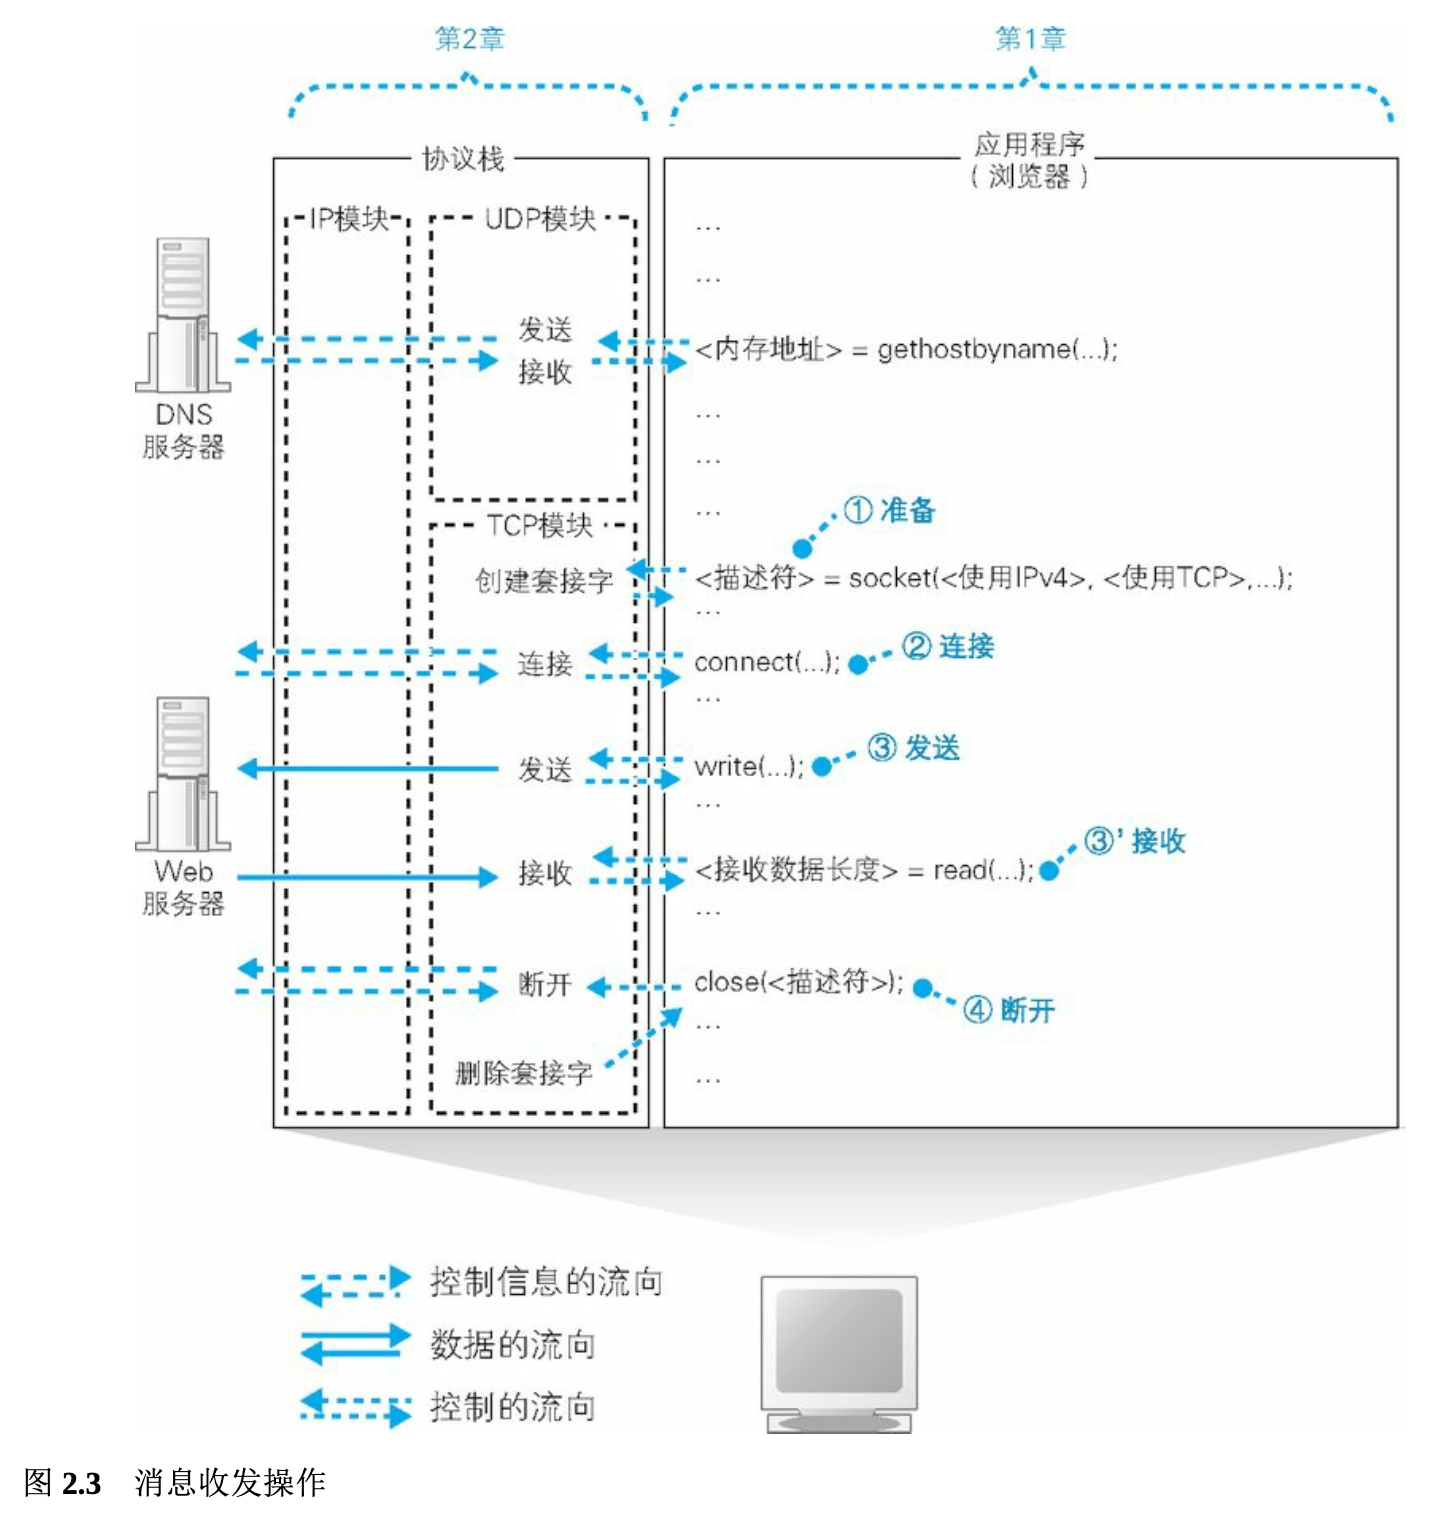 第2章
第1章
协议栈
应用程序
（浏览器）
IP模块
UDP模块
...
...
发送
接收
<内存地址> = gethostbyname(...);
DNS
服务器
...
...
...
① 准备
TCP模块
创建套接字
<描述符> = socket(<使用IPv4>, <使用TCP>,...);
...
连接
connect(...);
② 连接
...
发送
write(...);
③ 发送
...
Web
服务器
接收
<接收数据长度> = read(...);
③’接收
...
断开
close(<描述符>);
④ 断开
...
删除套接字
...
控制信息的流向
数据的流向
控制的流向
图 2.3 消息收发操作